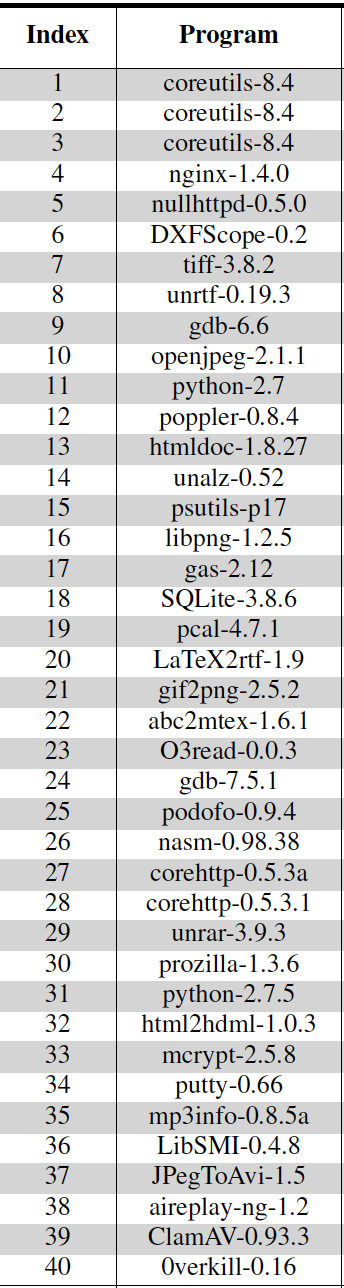 Index Program
1 coreutils-8.4
2 coreutils-8.4
3 coreutils-8.4
4 nginx-1.4.0
5 nullhttpd-0.5.0
6 DXFScope-0.2
7 tiff-3.8.2
8 unrtf-0.19.3
9 gdb-6.6
10 openjpeg-2.1.1
11 python-2.7
12 poppler-0.8.4
13 htmldoc-1.8.27
14 unalz-0.52
15 psutils-p17
16 libpng-1.2.5
17 gas-2.12
18 SQLite-3.8.6
19 pcal-4.7.1
20 LaTeX2rtf-1.9
21 gif2png-2.5.2
22 abc2mtex-1.6.1
23 O3read-0.0.3
24 gdb-7.5.1
25 podofo-0.9.4
26 nasm-0.98.38
27 corehttp-0.5.3a
28 corehttp-0.5.3.1
29 unrar-3.9.3
30 prozilla-1.3.6
31 python-2.7.5
32 html2hdml-1.0.3
33 mcrypt-2.5.8
34 putty-0.66
35 mp3info-0.8.5a
36 LibSMI-0.4.8
37 JPegToAvi-1.5
38 aireplay-ng-1.2
39 ClamAV-0.93.3
40 0verkill-0.16